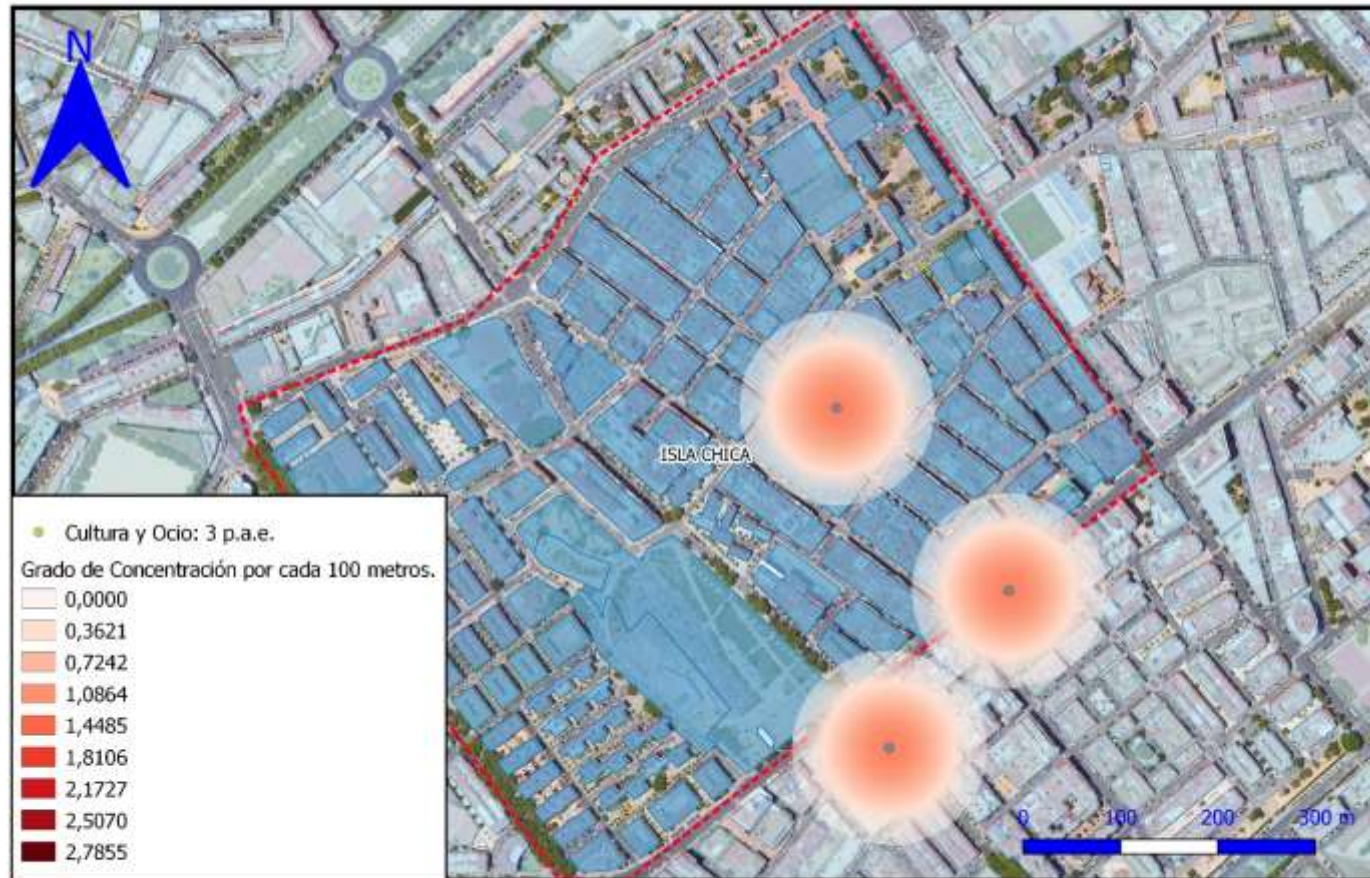 N
ISLA CHICA
Cultura y Ocio: 3 p.a.e.
Grado de Concentración por cada 100 metros.
0,0000
0,3621
0,7242
1,0864
1,4485
1,8106
2,1727
2,5070
2,7855
0 100 200 300 m